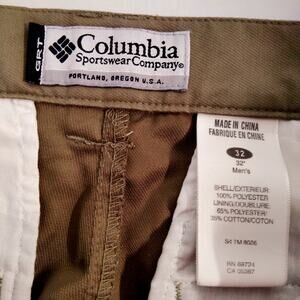 GRT
Columbia
Sportswear Company®
PORTLAND, OREGON U.S.A.
MADE IN CHINA
FABRIQUE EN CHINE
32
32"
Men's
SHELL/EXTERIEUR:
100% POLYESTER
LINING/DOUBLURE:
65% POLYESTER/
35% COTTON/COTON
RN 69724
CA 05367